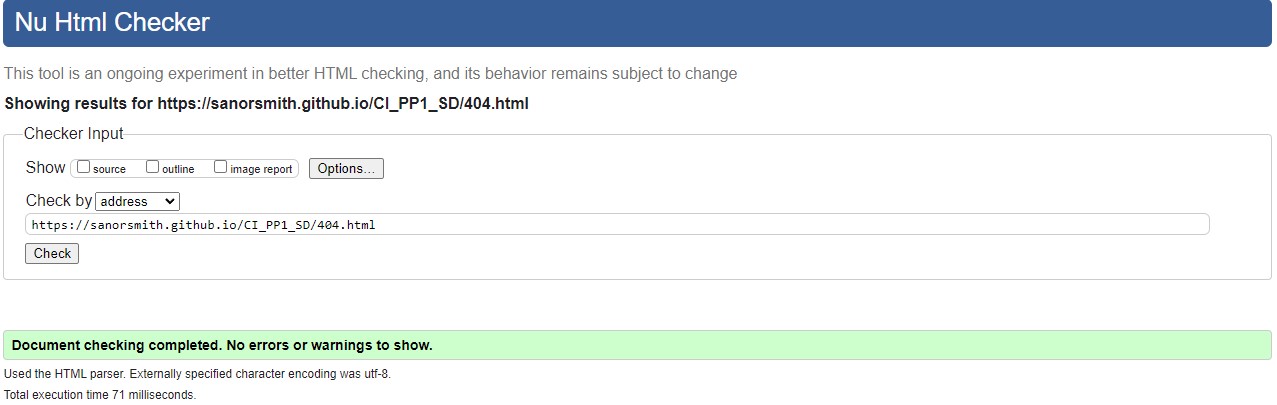 Nu Html Checker
This tool is an ongoing experiment in better HTML checking, and its behavior remains subject to change
Showing results for https://sanorsmith.github.io/CI_PP1_SD/404.html
Checker Input
Show source outline image report Options...
Check by address
https://sanorsmith.github.io/CI_PP1_SD/404.html
Check
Document checking completed. No errors or warnings to show.
Used the HTML parser. Externally specified character encoding was utf-8.
Total execution time 71 milliseconds.